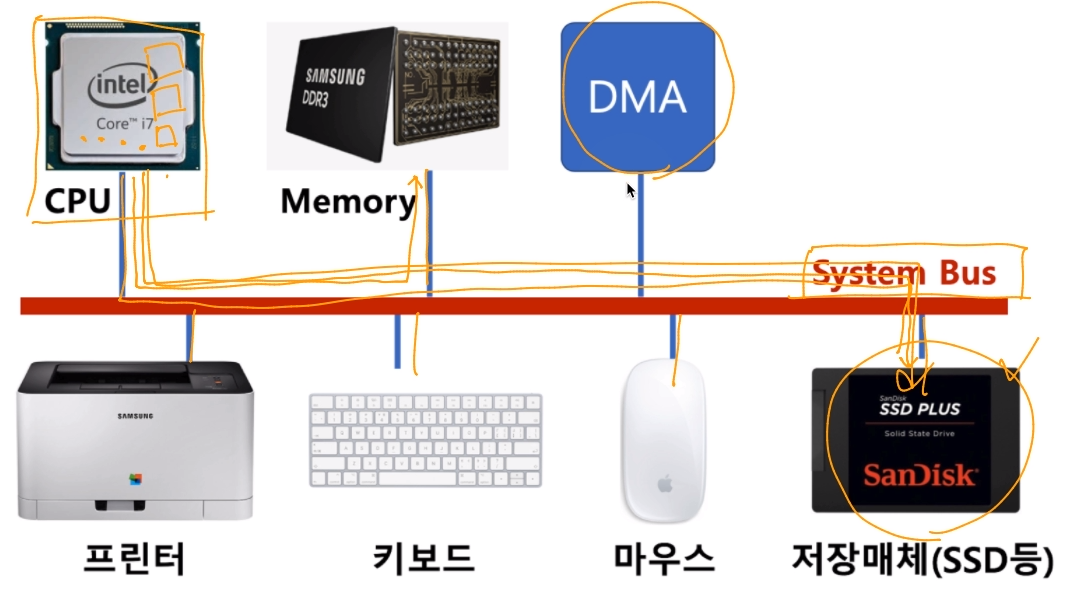 intel
Core™ i7
SAMSUNG
DDR3
DMA
CPU
Memory
System Bus
SAMSUNG
SanDisk
SSD PLUS
Solid State Drive
SanDisk®
프린터
키보드
마우스
저장매체(SSD등)